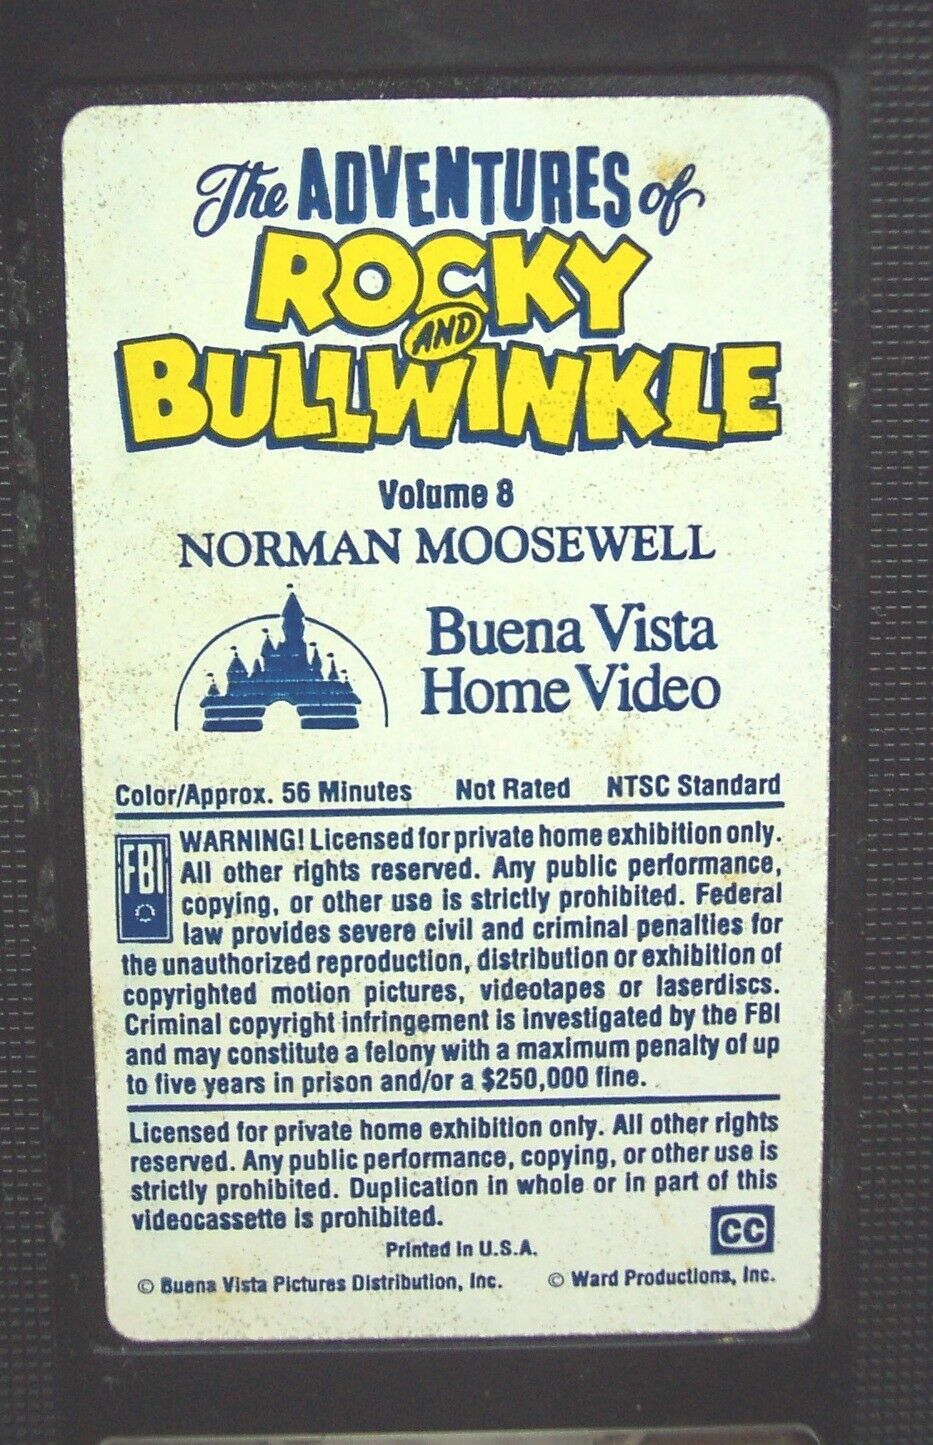 The ADVENTURES of
ROCKY
AND
BULLWINKLE
Volume 8
NORMAN MOOSEWELL
Buena Vista
Home Video
Color/Approx. 56 Minutes Not Rated NTSC Standard
FBI
WARNING! Licensed for private home exhibition only.
All other rights reserved. Any public performance,
copying, or other use is strictly prohibited. Federal
law provides severe civil and criminal penalties for
the unauthorized reproduction, distribution or exhibition of
copyrighted motion pictures, videotapes or laserdiscs.
Criminal copyright infringement is investigated by the FBI
and may constitute a felony with a maximum penalty of up
to five years in prison and/or a $250,000 fine.
Licensed for private home exhibition only. All other rights
reserved. Any public performance, copying, or other use is
strictly prohibited. Duplication in whole or in part of this
videocassette is prohibited.
CC
Printed in U.S.A.
© Buena Vista Pictures Distribution, Inc. © Ward Productions, Inc.